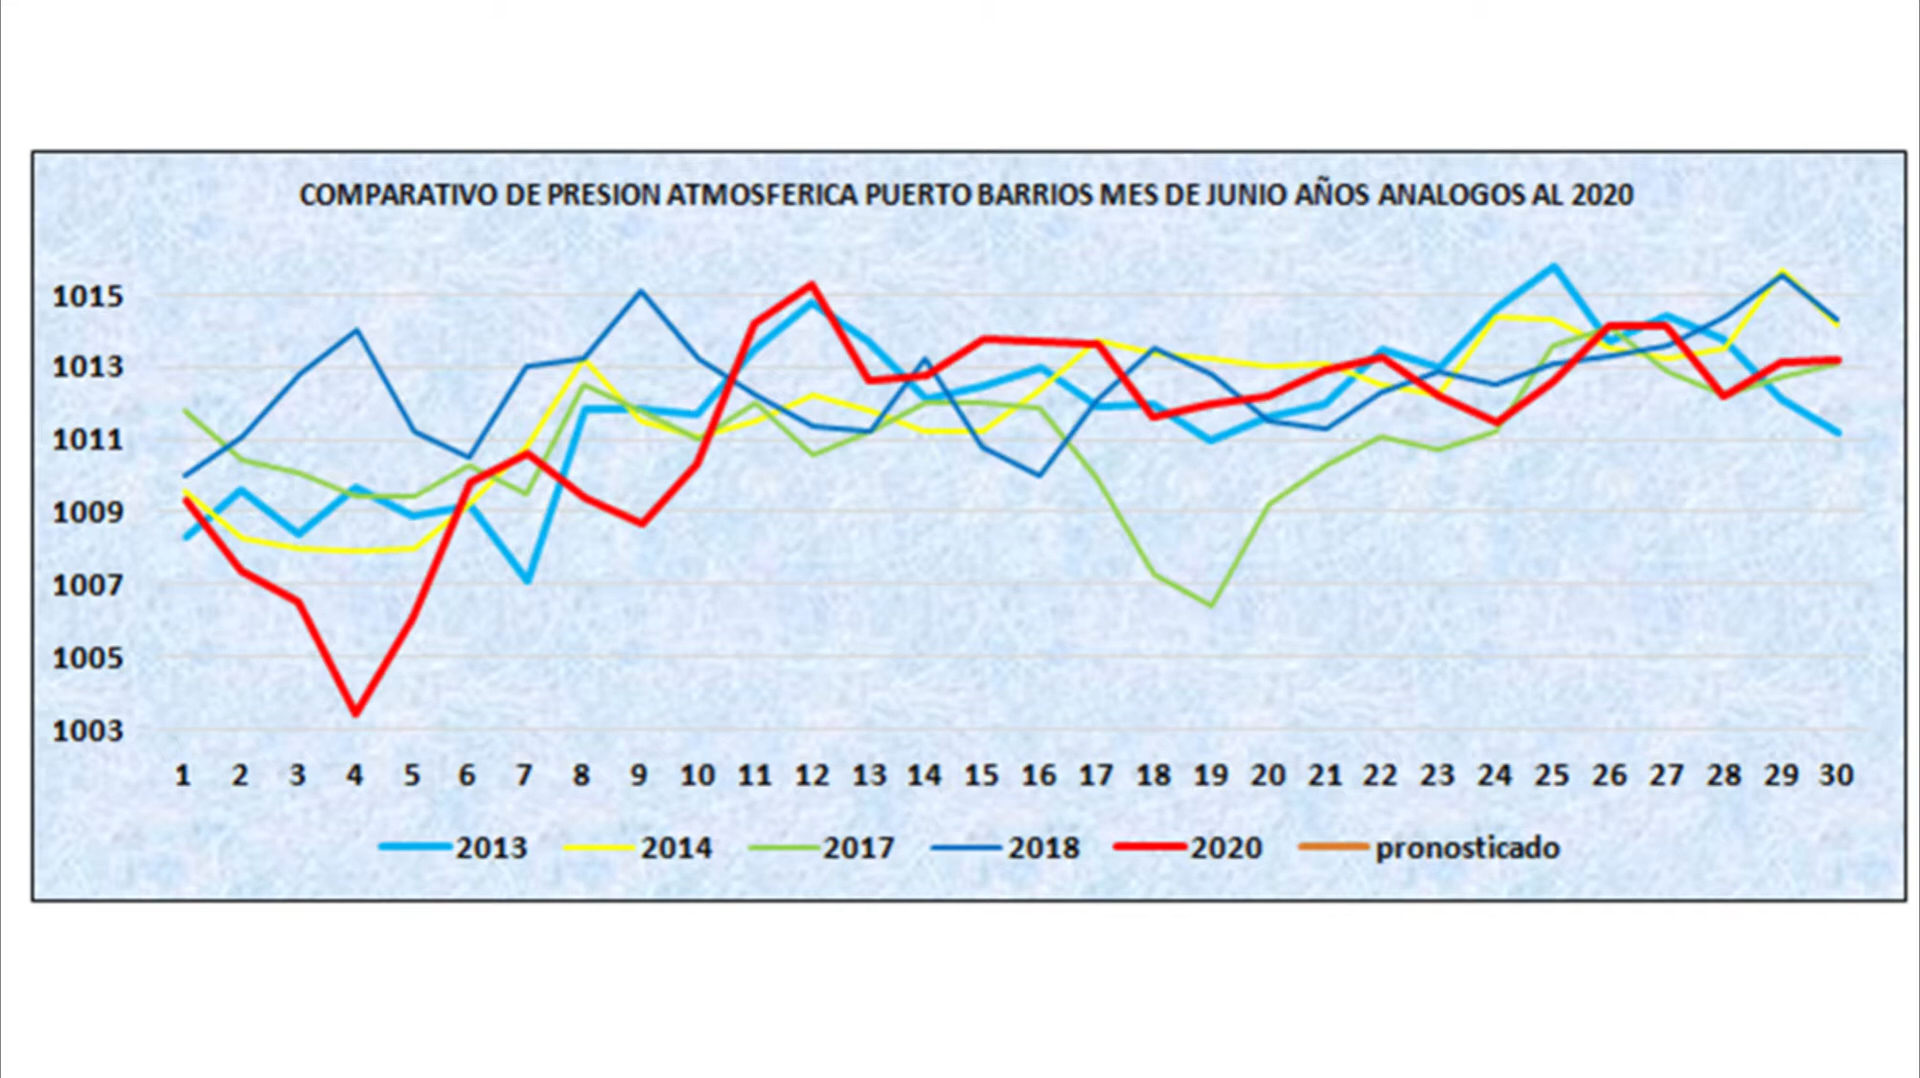 COMPARATIVO DE PRESION ATMOSFERICA PUERTO BARRIOS MES DE JUNIO AÑOS ANALOGOS AL 2020
1015
1013
1011
1009
1007
1005
1003
1 2 3 4 5 6 7 8 9 10 11 12 13 14 15 16 17 18 19 20 21 22 23 24 25 26 27 28 29 30
2013 2014 2017 2018 2020 pronosticado